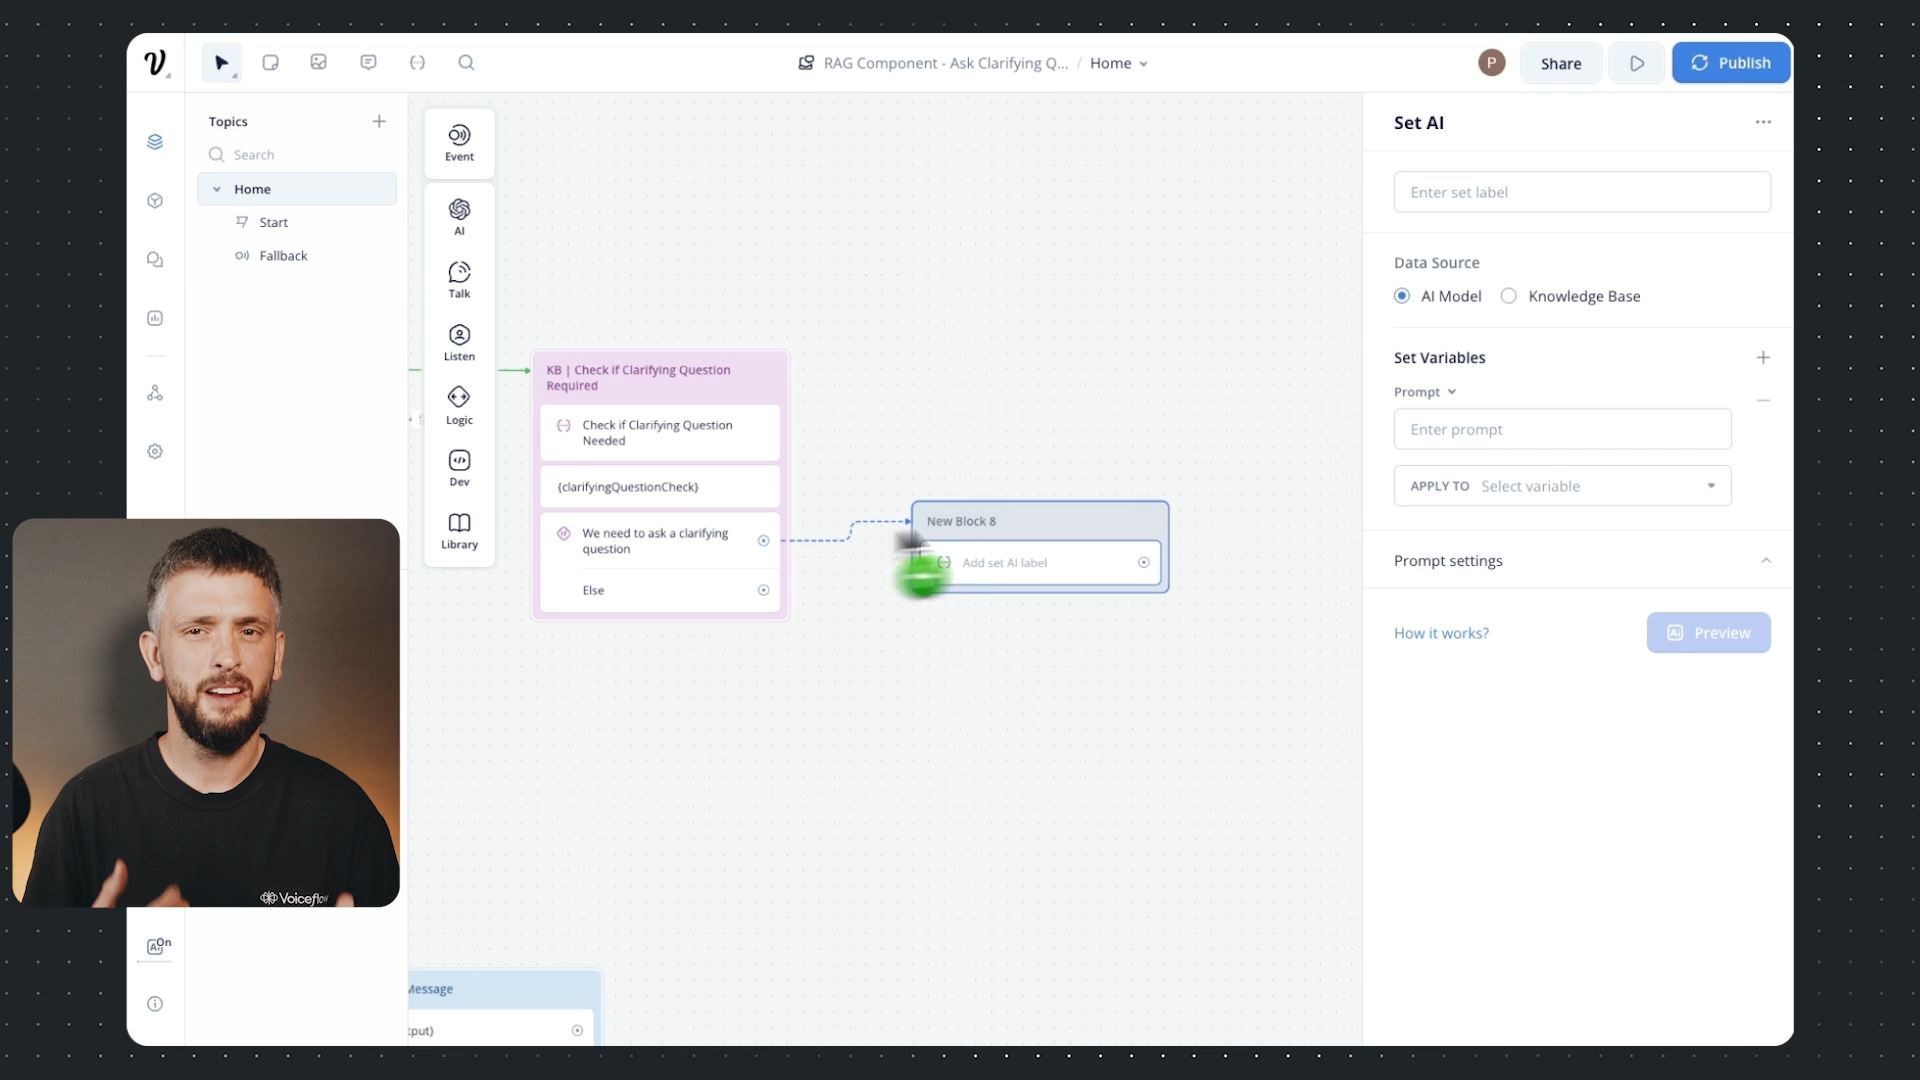 RAG Component - Ask Clarifying Q... / Home
P
Share
Publish
Topics
Search
Home
Start
Fallback
Event
AI
Talk
Listen
Logic
Dev
Library
KB | Check if Clarifying Question
Required
Check if Clarifying Question
Needed
{clarifyingQuestionCheck}
We need to ask a clarifying
question
Else
New Block 8
Add set AI label
Message
tput}
Set AI
Enter set label
Data Source
AI Model
Knowledge Base
Set Variables
Prompt
Enter prompt
APPLY TO Select variable
Prompt settings
How it works?
Preview
Voiceflow
On